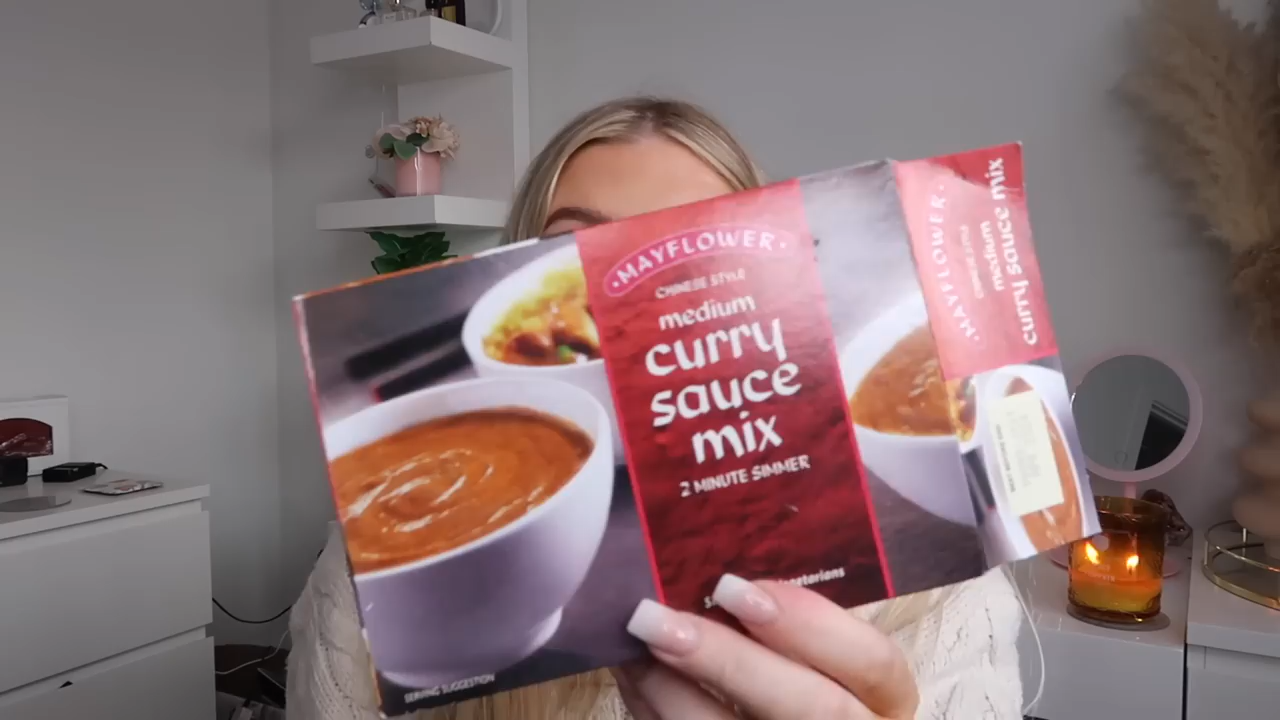 • MAYFLOWER •
CHINESE STYLE
medium
curry
sauce
mix
2 MINUTE SIMMER
SERVING SUGGESTION
• MAYFLOWER •
CHINESE STYLE
medium
curry sauce mix